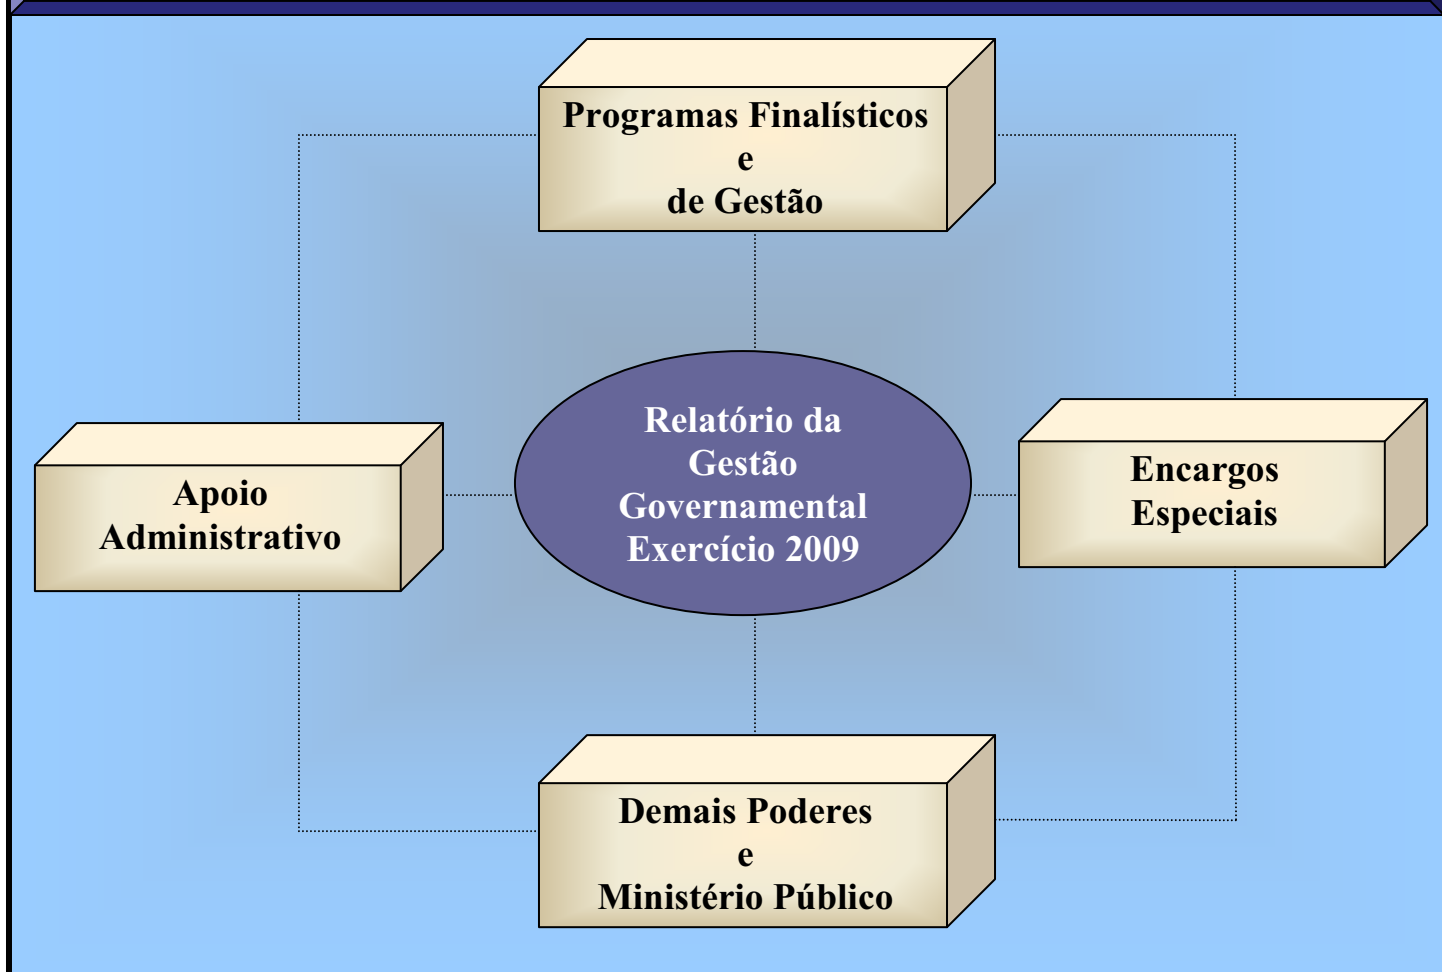 Programas Finalísticos
e
de Gestão
Relatório da
Gestão
Governamental
Exercício 2009
Apoio
Administrativo
Encargos
Especiais
Demais Poderes
e
Ministério Público